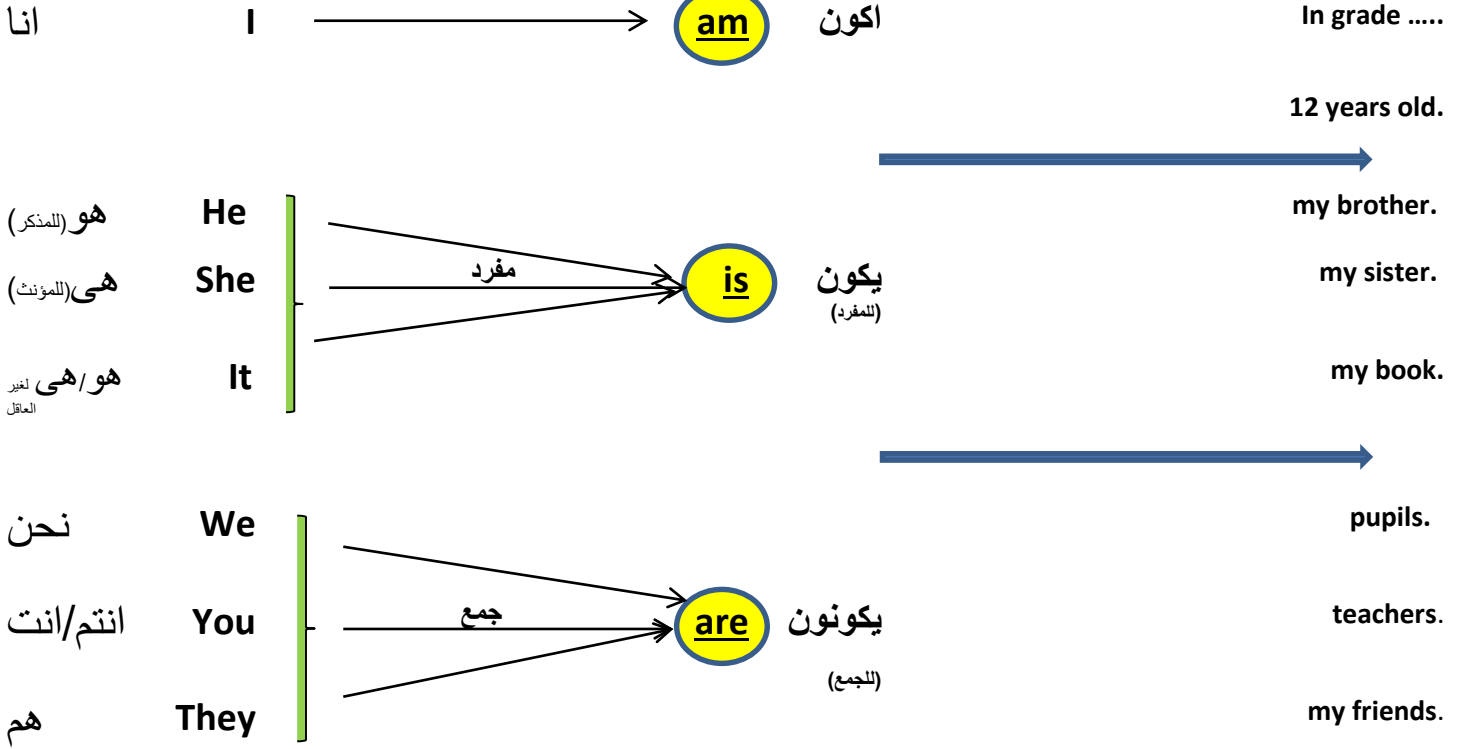 انا I am اكون In grade …..
12 years old.
هو (للمذكر) He my brother.
هى(للمؤنث) She مفرد is يكون my sister.
(للمفرد)
هو/هى لغير It my book.
العاقل
نحن We pupils.
انتم/انت You جمع are يكونون teachers.
(للجمع)
هم They my friends.